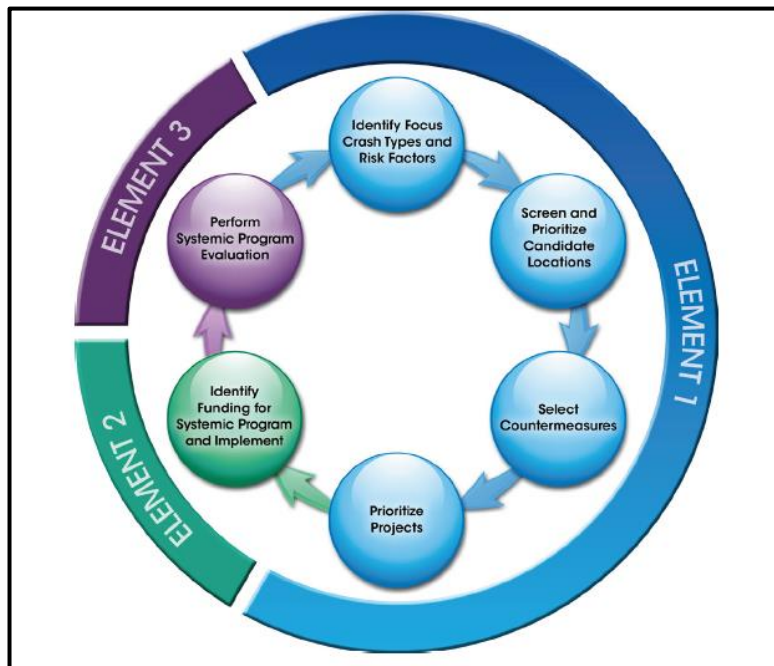 Identify Focus
Crash Types and
Risk Factors
Screen and
Prioritize
Candidate
Locations
Select
Countermeasures
Prioritize
Projects
Identify
Funding for
Systemic Program
and Implement
Perform
Systemic Program
Evaluation
ELEMENT 1
ELEMENT 2
ELEMENT 3